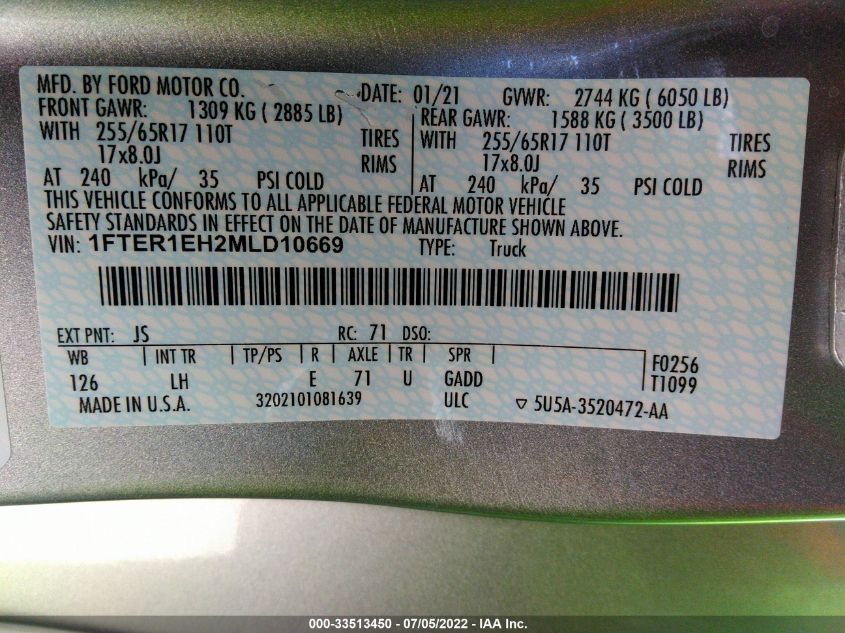 MFD. BY FORD MOTOR CO. DATE: 01/21 GVWR: 2744 KG ( 6050 LB)
FRONT GAWR: 1309 KG ( 2885 LB) REAR GAWR: 1588 KG ( 3500 LB)
WITH 255/65R17 110T TIRES WITH 255/65R17 110T TIRES
17x8.0J RIMS 17x8.0J RIMS
AT 240 kPa/ 35 PSI COLD AT 240 kPa/ 35 PSI COLD
THIS VEHICLE CONFORMS TO ALL APPLICABLE FEDERAL MOTOR VEHICLE
SAFETY STANDARDS IN EFFECT ON THE DATE OF MANUFACTURE SHOWN ABOVE.
VIN: 1FTER1EH2MLD10669 TYPE: Truck
EXT PNT: JS RC: 71 DSO:
WB INT TR TP/PS R AXLE TR SPR F0256
126 LH E 71 U GADD T1099
MADE IN U.S.A. 3202101081639 ULC ▽ 5U5A-3520472-AA
000-33513450 - 07/05/2022 - IAA Inc.